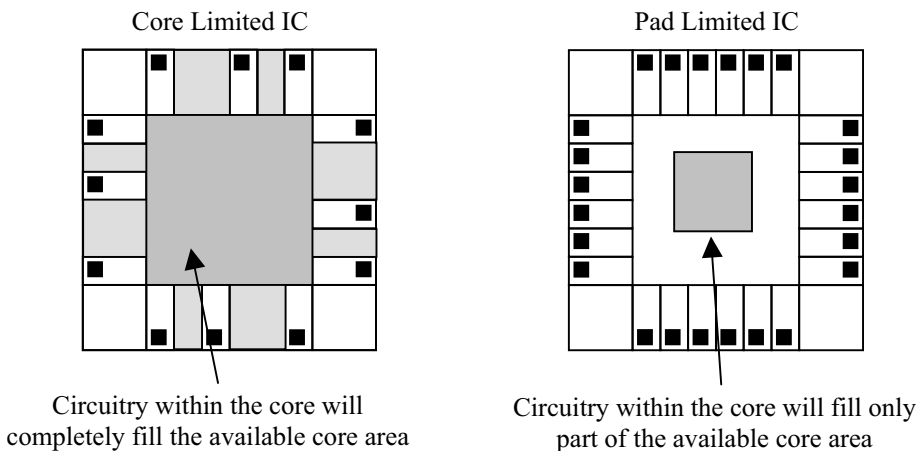 Core Limited IC
Pad Limited IC
Circuitry within the core will
completely fill the available core area
Circuitry within the core will fill only
part of the available core area